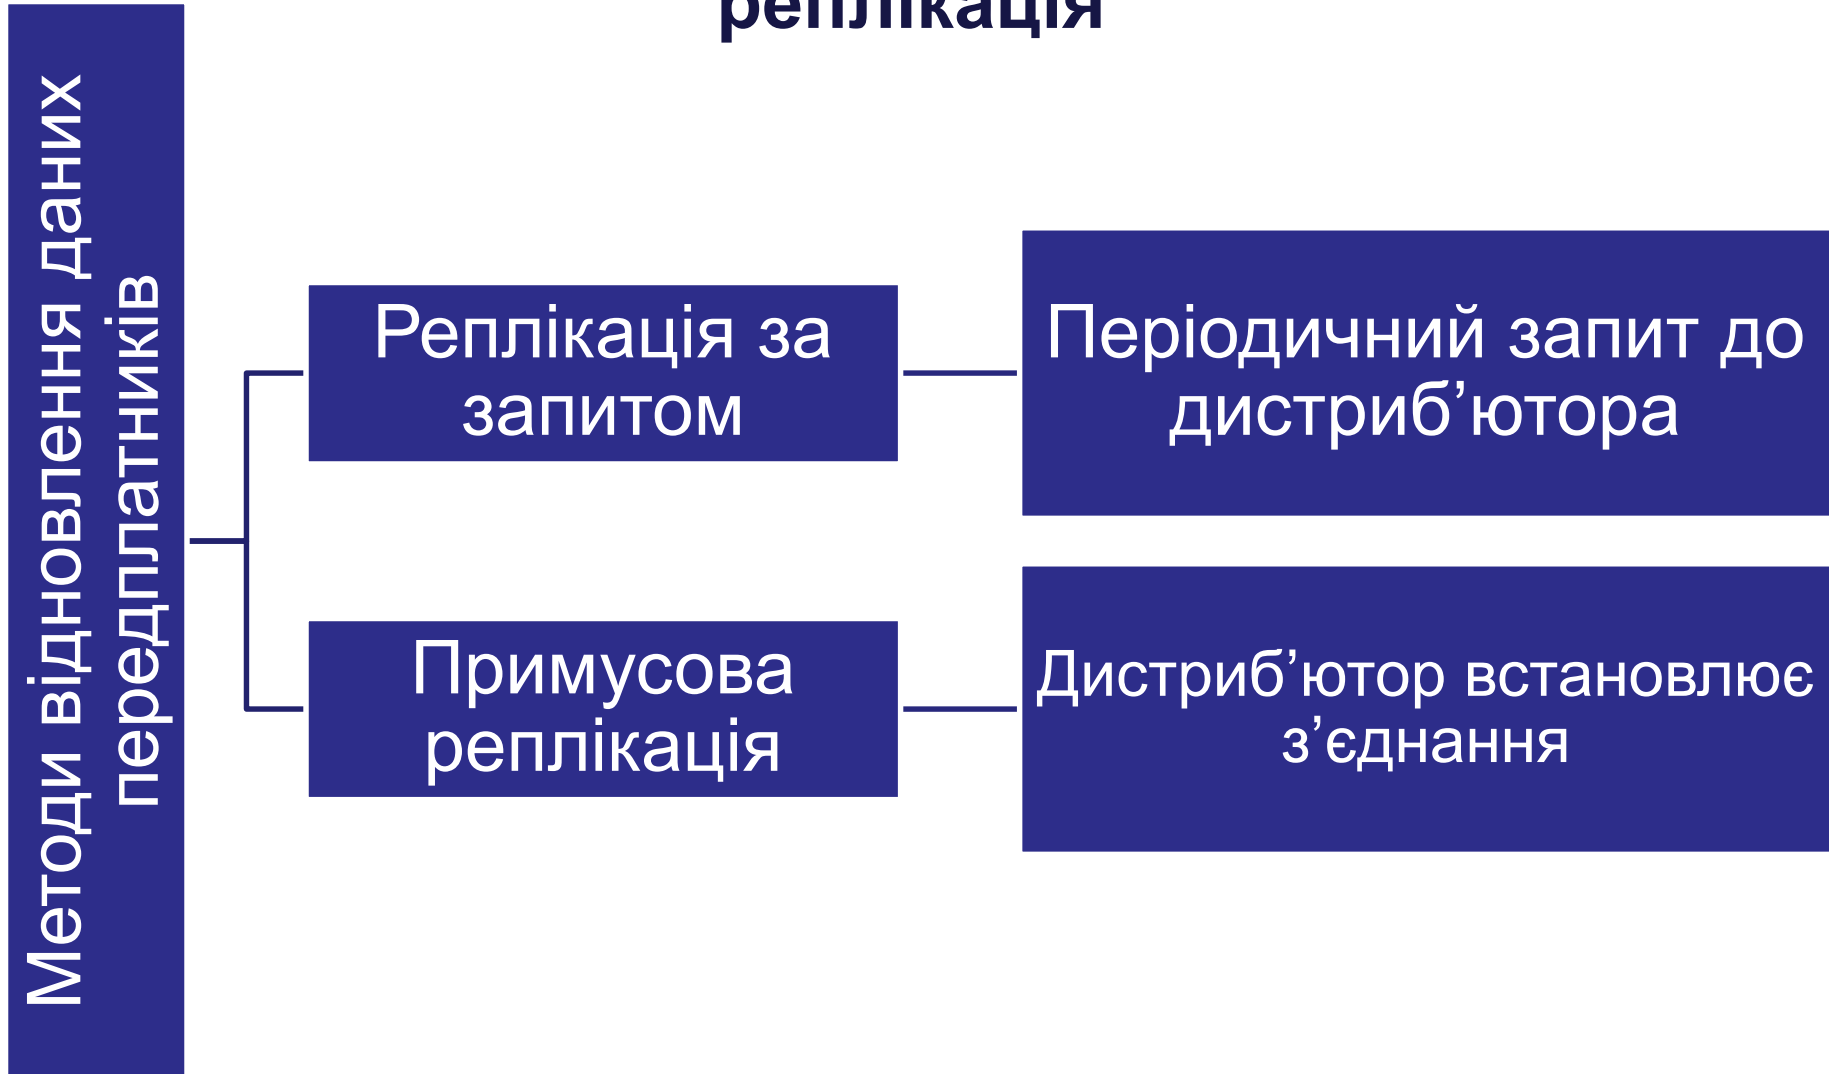 реплікація
Методи відновлення даних
передплатників
Реплікація за
запитом
Періодичний запит до
дистриб’ютора
Примусова
реплікація
Дистриб’ютор встановлює
з’єднання